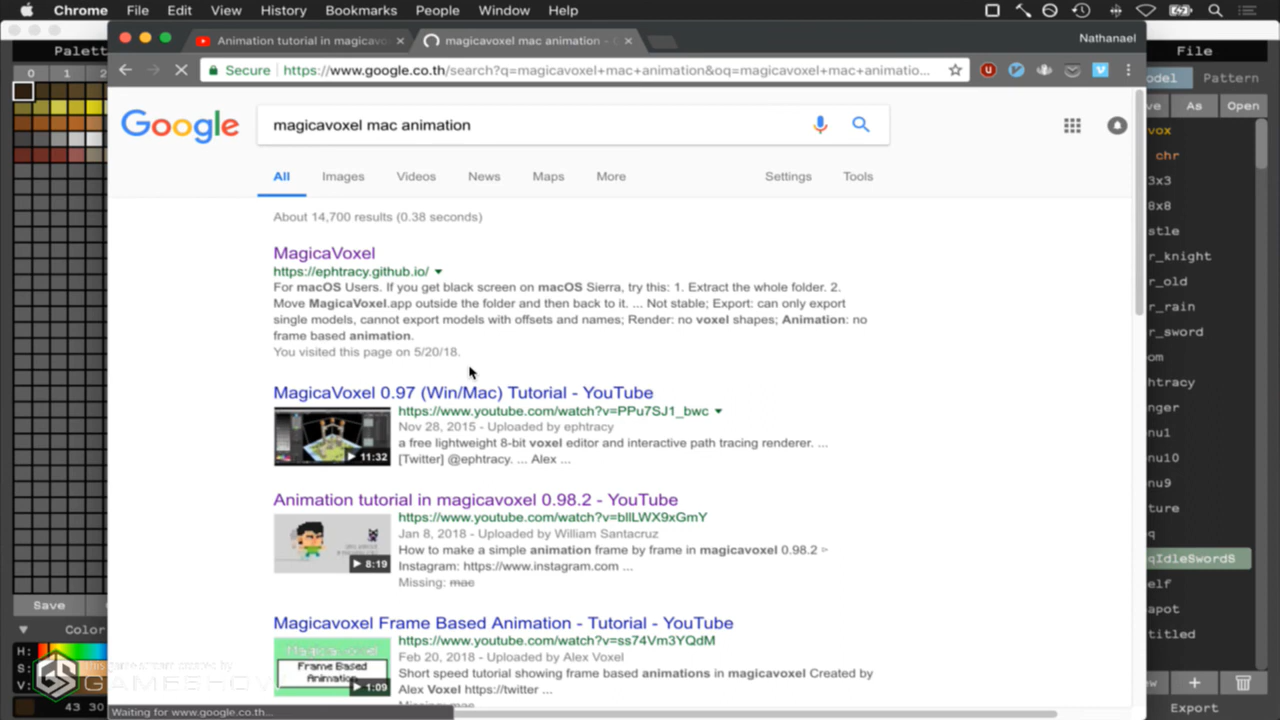 Chrome File Edit View History Bookmarks People Window Help
Animation tutorial in magicavo
magicavoxel mac animation -
Nathanael
Secure https://www.google.co.th/search?q=magicavoxel+mac+animation&oq=magicavoxel+mac+animatio...
Palett
File
0 1 2
odel Pattern
ve As Open
Google
magicavoxel mac animation
All Images Videos News Maps More Settings Tools
About 14,700 results (0.38 seconds)
MagicaVoxel
https://ephtracy.github.io/
For macOS Users. If you get black screen on macOS Sierra, try this: 1. Extract the whole folder. 2.
Move MagicaVoxel.app outside the folder and then back to it. ... Not stable; Export: can only export
single models, cannot export models with offsets and names; Render: no voxel shapes; Animation: no
frame based animation.
You visited this page on 5/20/18.
MagicaVoxel 0.97 (Win/Mac) Tutorial - YouTube
https://www.youtube.com/watch?v=PPu7SJ1_bwc
Nov 28, 2015 - Uploaded by ephtracy
a free lightweight 8-bit voxel editor and interactive path tracing renderer. ...
[Twitter] @ephtracy. ... Alex ...
11:32
Animation tutorial in magicavoxel 0.98.2 - YouTube
https://www.youtube.com/watch?v=bllLWX9xGmY
Jan 8, 2018 - Uploaded by William Santacruz
How to make a simple animation frame by frame in magicavoxel 0.98.2
Instagram: https://www.instagram.com ...
Missing: mac
8:19
Magicavoxel Frame Based Animation - Tutorial - YouTube
https://www.youtube.com/watch?v=ss74Vm3YQdM
Feb 20, 2018 - Uploaded by Alex Voxel
Short speed tutorial showing frame based animations in magicavoxel Created by
Alex Voxel https://twitter ...
Magicavoxel
Frame Based
Animation
1:09
vox
chr
3x3
8x8
stle
r_knight
r_old
r_rain
r_sword
om
htracy
nger
nu1
nu10
nu9
ture
q
qIdleSwordS
elf
apot
titled
ew +
Export
Save
Color
H:
S:
V:
GAMESHOW
43 30
Waiting for www.google.co.th...